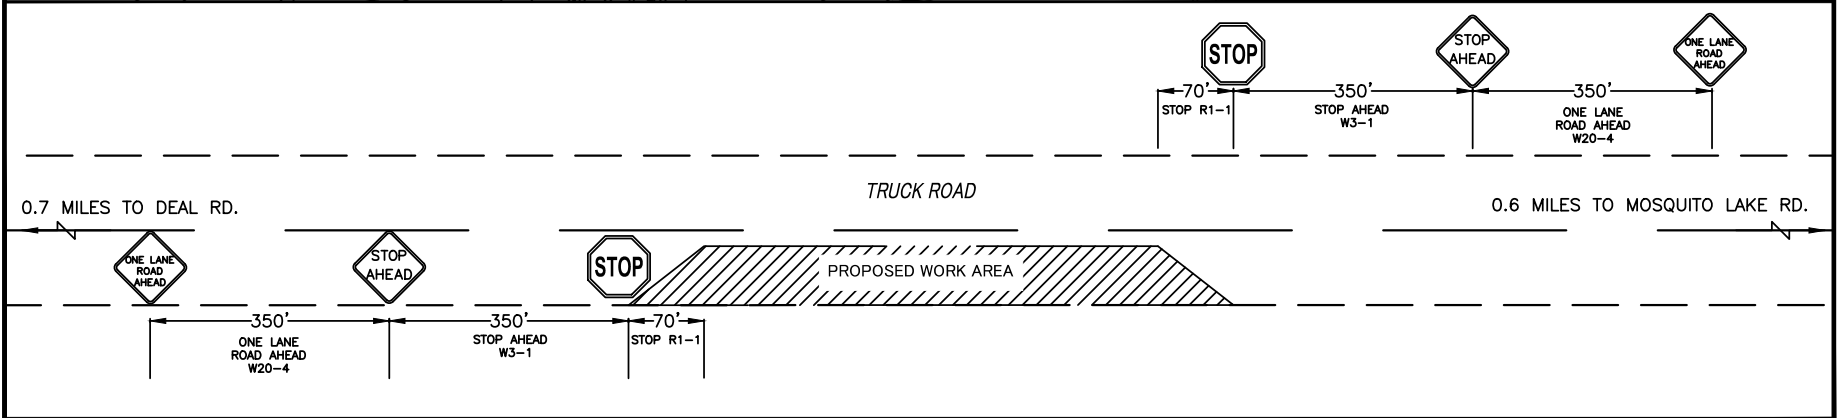 STOP
STOP
AHEAD
ONE LANE
ROAD
AHEAD
70'
350'
350'
STOP R1-1
STOP AHEAD
W3-1
ONE LANE
ROAD AHEAD
W20-4
TRUCK ROAD
0.7 MILES TO DEAL RD.
0.6 MILES TO MOSQUITO LAKE RD.
ONE LANE
ROAD
AHEAD
STOP
AHEAD
STOP
PROPOSED WORK AREA
350'
350'
70'
ONE LANE
ROAD AHEAD
W20-4
STOP AHEAD
W3-1
STOP R1-1